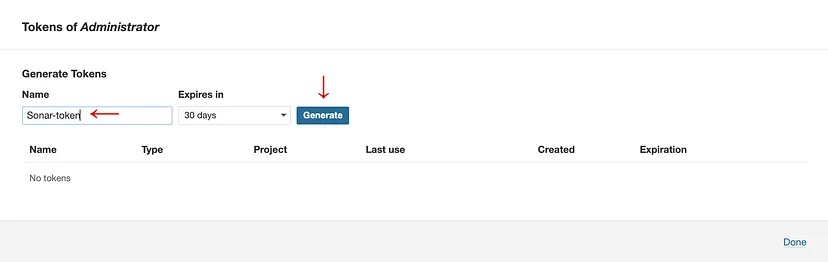 Tokens of Administrator
Generate Tokens
Name Expires in
Sonar-token 30 days Generate
Name Type Project Last use Created Expiration
No tokens
Done